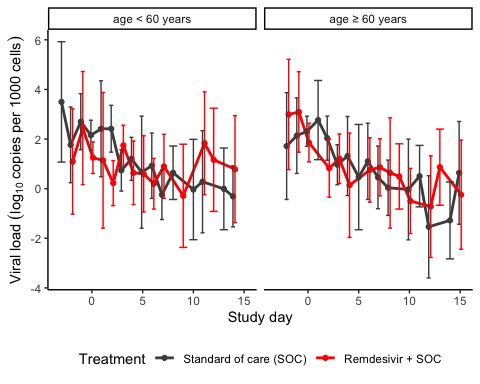 age < 60 years
age ≥ 60 years
Viral load (log₁₀ copies per 1000 cells)
6
4
2
0
-2
-4
0 5 10 15
0 5 10 15
Study day
Treatment Standard of care (SOC) Remdesivir + SOC